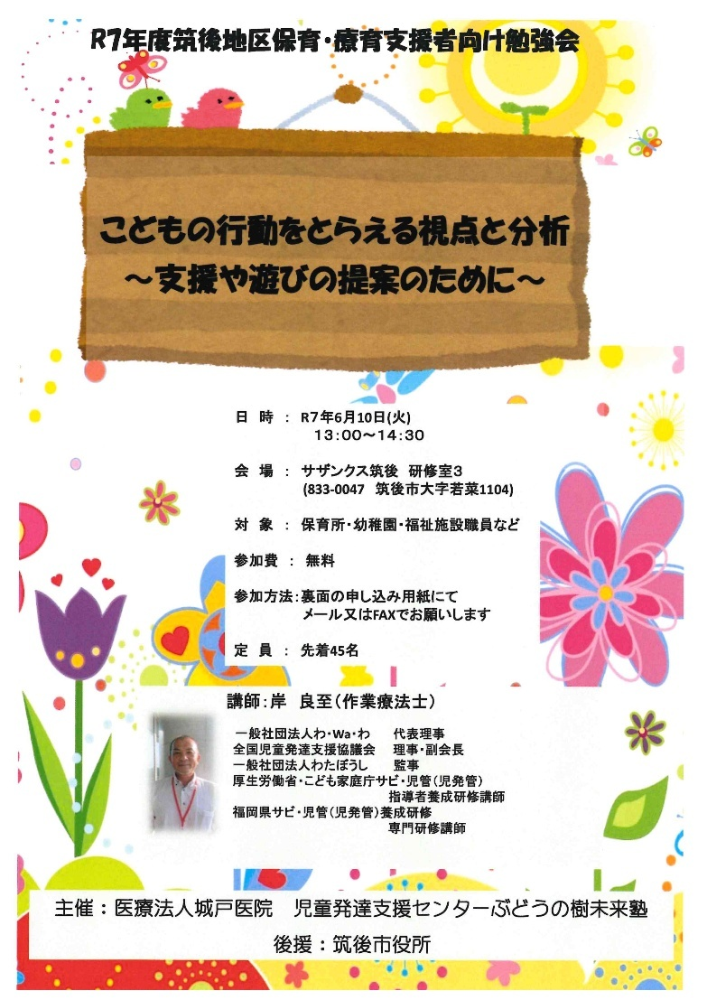 R7年度筑後地区保育・療育支援者向け勉強会
こどもの行動をとらえる視点と分析
～支援や遊びの提案のために～
日 時 ： R7年6月10日(火)
13:00～14:30
会 場 ： サザンクス筑後 研修室3
(833-0047 筑後市大字若菜1104)
対 象 ： 保育所・幼稚園・福祉施設職員など
参加費 ： 無料
参加方法：裏面の申し込み用紙にて
メール又はFAXでお願いします
定 員 ： 先着45名
講師：岸 良至（作業療法士）
一般社団法人わ・Wa・わ 代表理事
全国児童発達支援協議会 理事・副会長
一般社団法人わたぼうし 監事
厚生労働省・こども家庭庁サビ・児管（児発管）
指導者養成研修講師
福岡県サビ・児管（児発管）養成研修
専門研修講師
主催：医療法人城戸医院 児童発達支援センターぶどうの樹未来塾
後援：筑後市役所